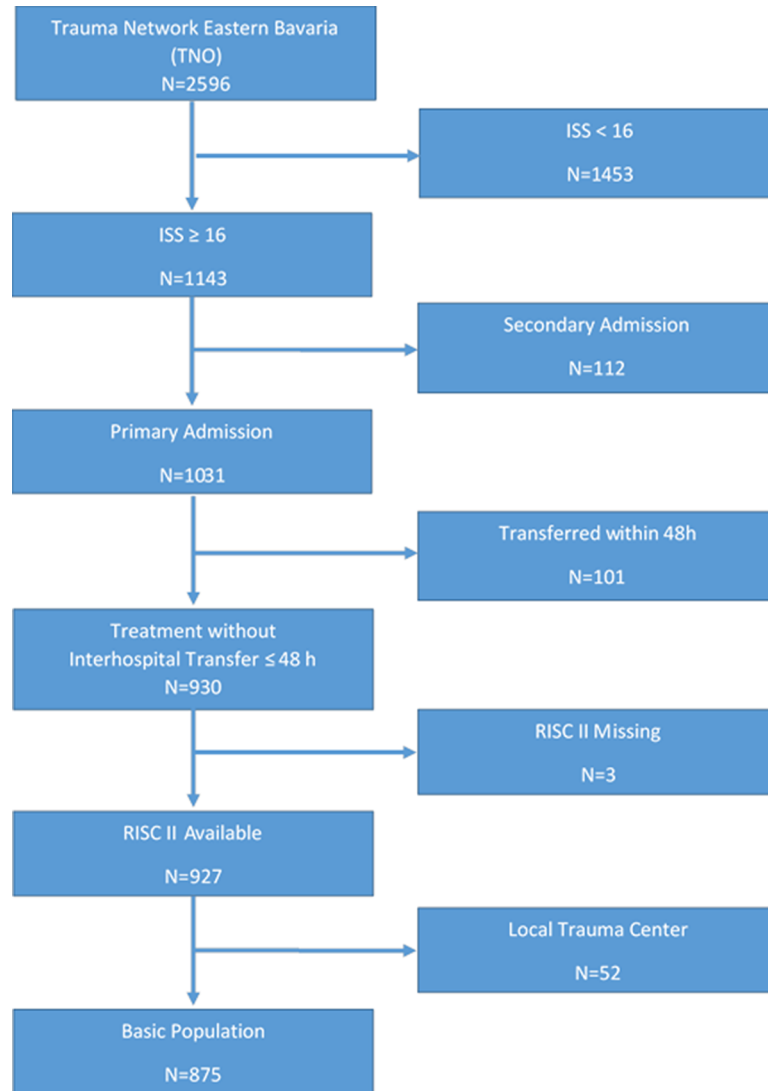 Trauma Network Eastern Bavaria
(TNO)
N=2596
ISS < 16
N=1453
ISS ≥ 16
N=1143
Secondary Admission
N=112
Primary Admission
N=1031
Transferred within 48h
N=101
Treatment without
Interhospital Transfer ≤ 48 h
N=930
RISC II Missing
N=3
RISC II Available
N=927
Local Trauma Center
N=52
Basic Population
N=875